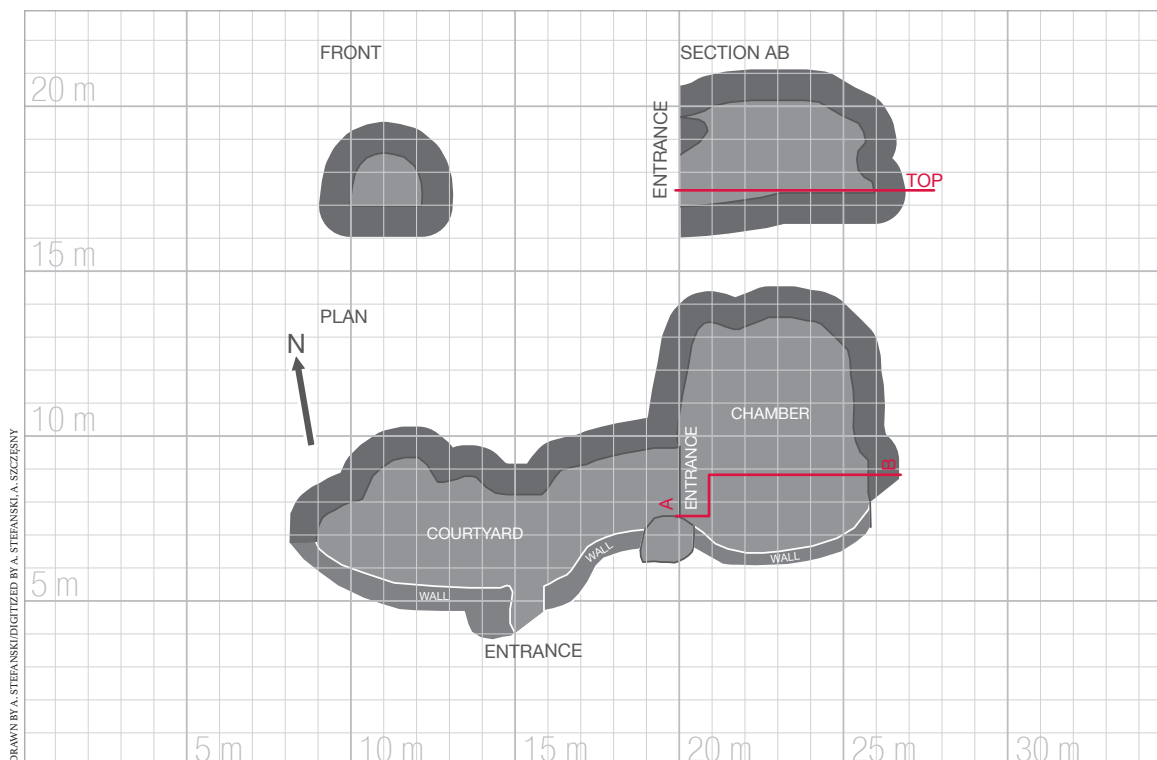 FRONT
SECTION AB
20 m
ENTRANCE
TOP
15 m
PLAN
N
10 m
CHAMBER
ENTRANCE
B
A
COURTYARD
WALL
WALL
5 m
WALL
ENTRANCE
5 m
10 m
15 m
20 m
25 m
30 m
DRAWN BY A. STEFANSKI/DIGITIZED BY A. STEFANSKI, A. SZCZĘSNY